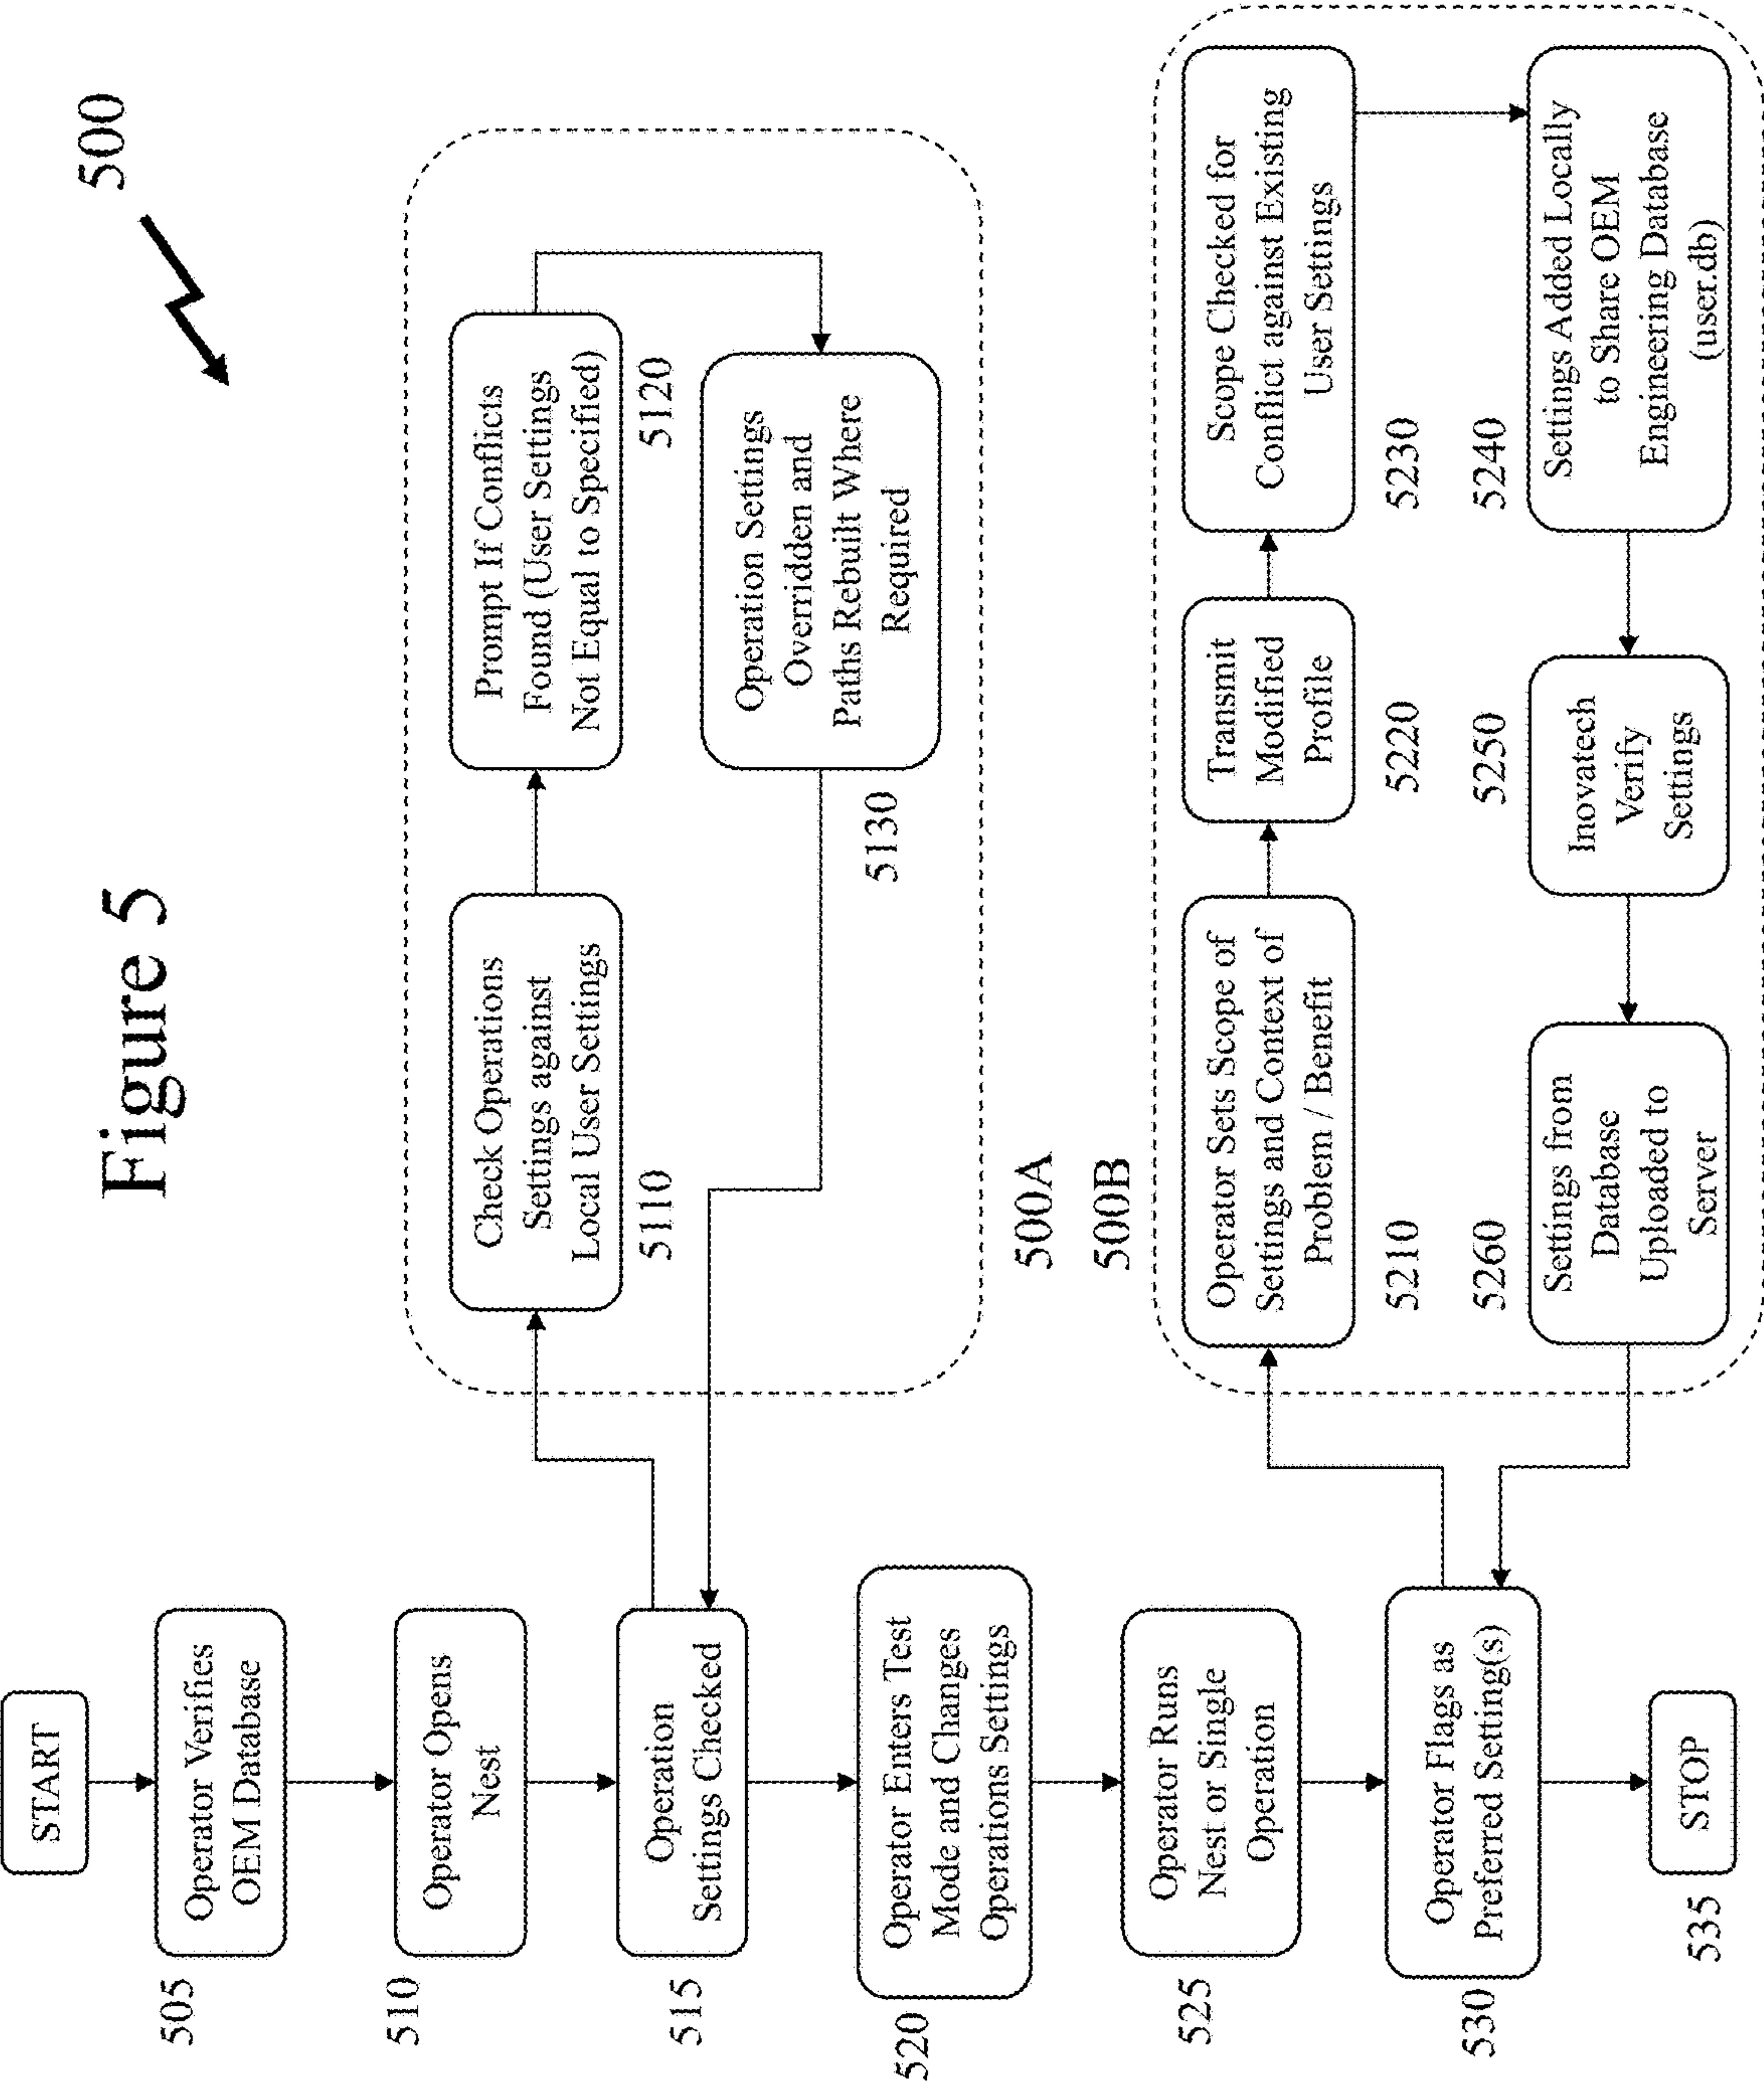 Figure 5
500
START
505
Operator Verifies
OEM Database
510
Operator Opens
Nest
515
Operation
Settings Checked
520
Operator Enters Test
Mode and Changes
Operations Settings
525
Operator Runs
Nest or Single
Operation
530
Operator Flags as
Preferred Setting(s)
535
STOP
Check Operations
Settings against
Local User Settings
5110
Prompt If Conflicts
Found (User Settings
Not Equal to Specified)
5120
Operation Settings
Overridden and
Paths Rebuilt Where
Required
5130
500A
500B
Operator Sets Scope of
Settings and Context of
Problem / Benefit
5210
Transmit
Modified
Profile
5220
Scope Checked for
Conflict against Existing
User Settings
5230
5240
Settings Added Locally
to Share OEM
Engineering Database
(user.db)
5250
Inovatech
Verify
Settings
5260
Settings from
Database
Uploaded to
Server